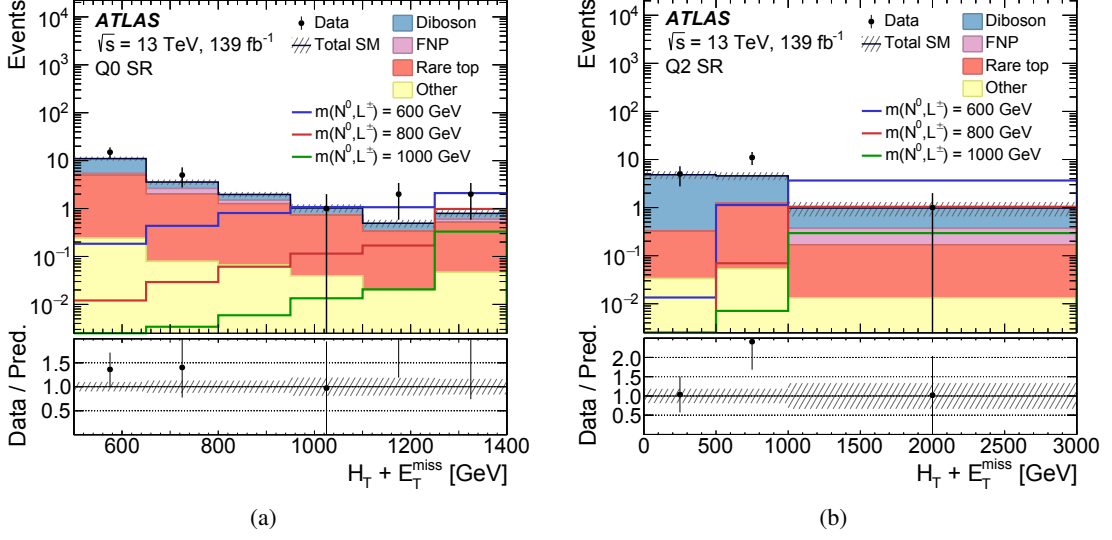 ATLAS
√s = 13 TeV, 139 fb⁻¹
Q0 SR
Data
Total SM
Diboson
FNP
Rare top
Other
m(N⁰,L±) = 600 GeV
m(N⁰,L±) = 800 GeV
m(N⁰,L±) = 1000 GeV
Events
10⁴
10³
10²
10
1
10⁻¹
10⁻²
Data / Pred.
1.5
1.0
0.5
600 800 1000 1200 1400
H_T + E_T^miss [GeV]
(a)
ATLAS
√s = 13 TeV, 139 fb⁻¹
Q2 SR
Data
Total SM
Diboson
FNP
Rare top
Other
m(N⁰,L±) = 600 GeV
m(N⁰,L±) = 800 GeV
m(N⁰,L±) = 1000 GeV
Events
10⁴
10³
10²
10
1
10⁻¹
10⁻²
Data / Pred.
2.0
1.5
1.0
0.5
0 500 1000 1500 2000 2500 3000
H_T + E_T^miss [GeV]
(b)